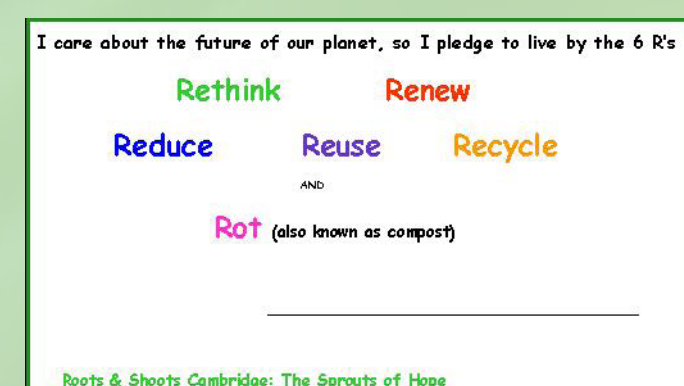 I care about the future of our planet, so I pledge to live by the 6 R's
Rethink Renew
Reduce Reuse Recycle
AND
Rot (also known as compost)
Roots & Shoots Cambridge: The Sprouts of Hope